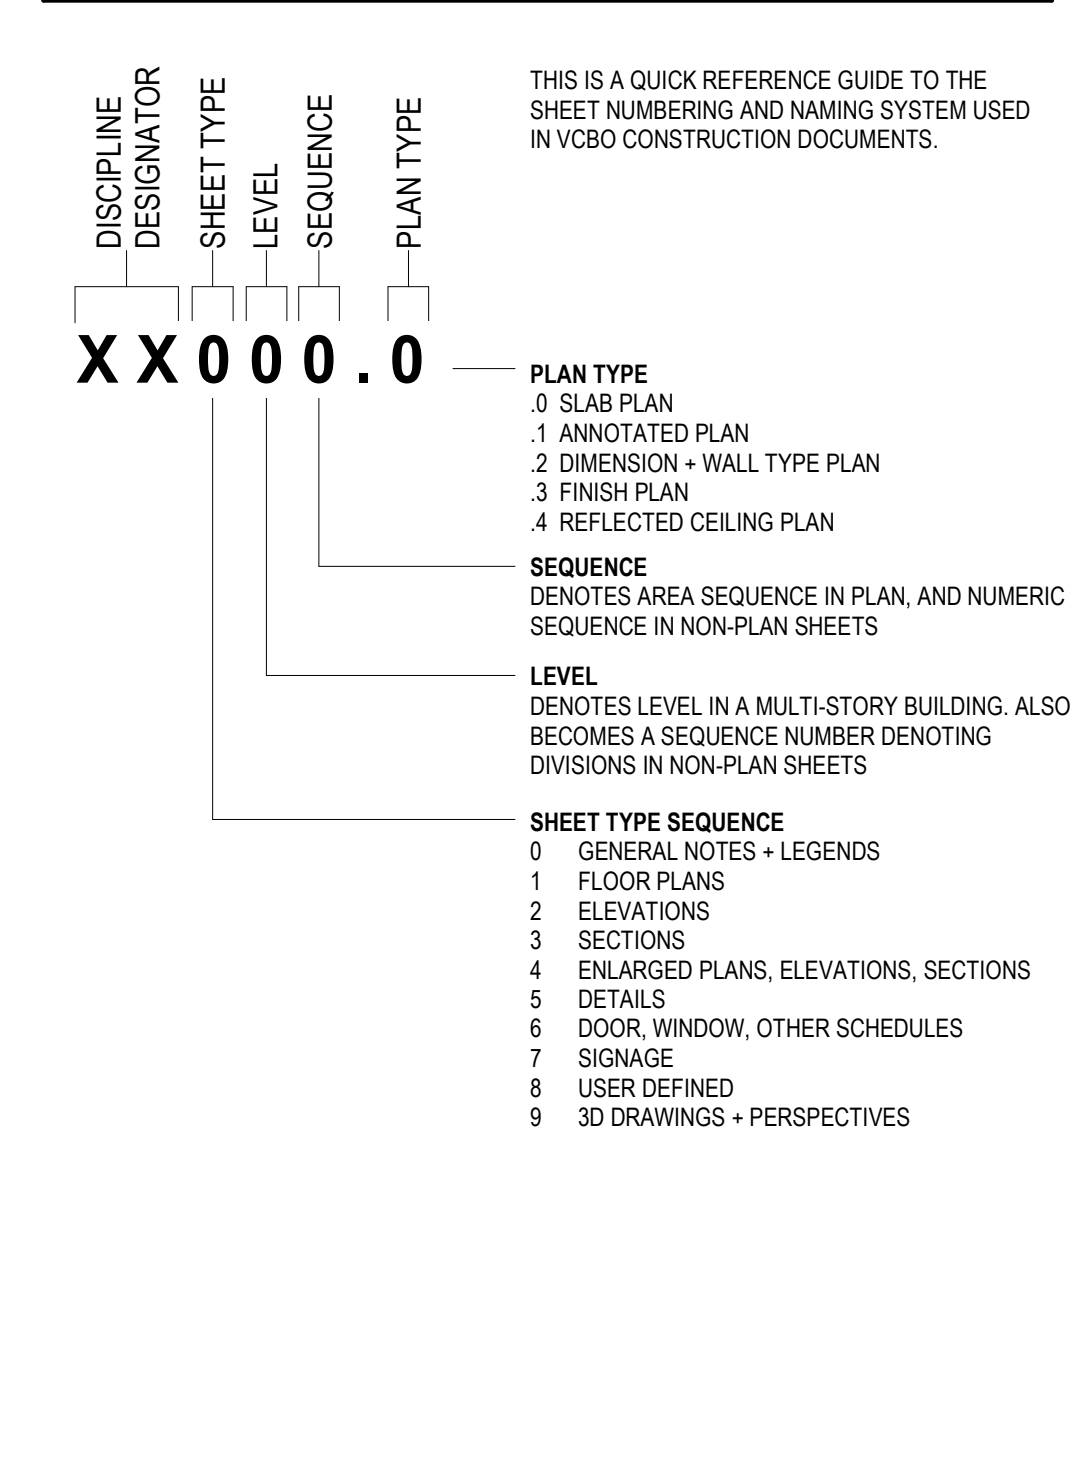 DISCIPLINE
DESIGNATOR
SHEET TYPE
LEVEL
SEQUENCE
PLAN TYPE
THIS IS A QUICK REFERENCE GUIDE TO THE
SHEET NUMBERING AND NAMING SYSTEM USED
IN VCBO CONSTRUCTION DOCUMENTS.
X X 0 0 0 . 0
PLAN TYPE
.0 SLAB PLAN
.1 ANNOTATED PLAN
.2 DIMENSION + WALL TYPE PLAN
.3 FINISH PLAN
.4 REFLECTED CEILING PLAN
SEQUENCE
DENOTES AREA SEQUENCE IN PLAN, AND NUMERIC
SEQUENCE IN NON-PLAN SHEETS
LEVEL
DENOTES LEVEL IN A MULTI-STORY BUILDING. ALSO
BECOMES A SEQUENCE NUMBER DENOTING
DIVISIONS IN NON-PLAN SHEETS
SHEET TYPE SEQUENCE
0 GENERAL NOTES + LEGENDS
1 FLOOR PLANS
2 ELEVATIONS
3 SECTIONS
4 ENLARGED PLANS, ELEVATIONS, SECTIONS
5 DETAILS
6 DOOR, WINDOW, OTHER SCHEDULES
7 SIGNAGE
8 USER DEFINED
9 3D DRAWINGS + PERSPECTIVES